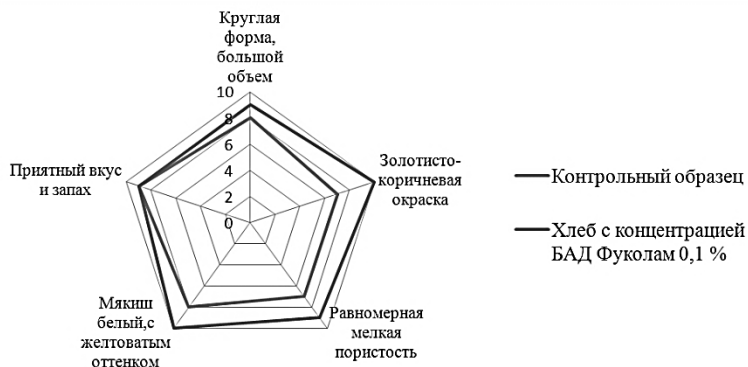 Круглая
форма,
большой
объем
10
8
6
4
2
0
Золотисто-
коричневая
окраска
Равномерная
мелкая
пористость
Мякиш
белый,с
желтоватым
оттенком
Приятный вкус
и запах
Контрольный образец
Хлеб с концентрацией
БАД Фуколам 0,1 %